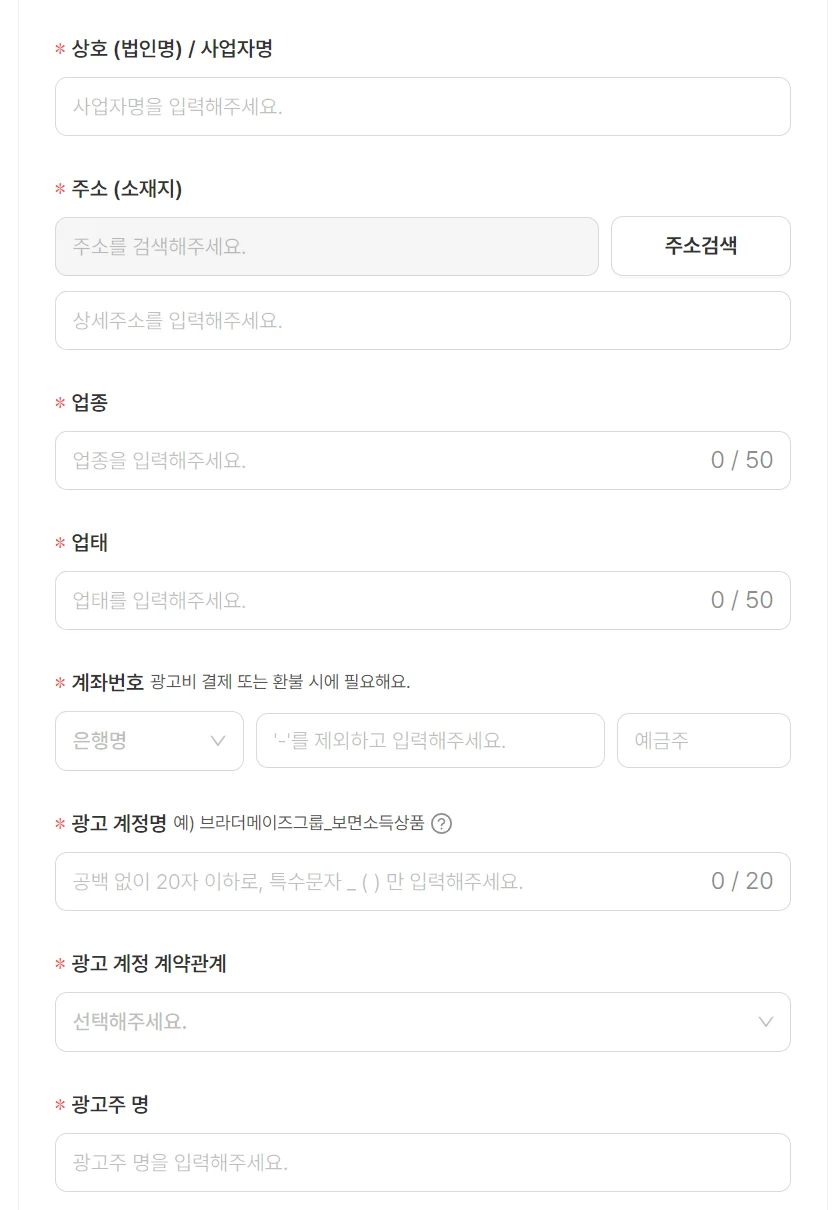 * 상호 (법인명) / 사업자명
사업자명을 입력해주세요.
* 주소 (소재지)
주소를 검색해주세요. 주소검색
상세주소를 입력해주세요.
* 업종
업종을 입력해주세요. 0 / 50
* 업태
업태를 입력해주세요. 0 / 50
* 계좌번호 광고비 결제 또는 환불 시에 필요해요.
은행명 '-'를 제외하고 입력해주세요. 예금주
* 광고 계정명 예) 브라더메이즈그룹_보면소득상품 ?
공백 없이 20자 이하로, 특수문자 _ ( ) 만 입력해주세요. 0 / 20
* 광고 계정 계약관계
선택해주세요.
* 광고주 명
광고주 명을 입력해주세요.